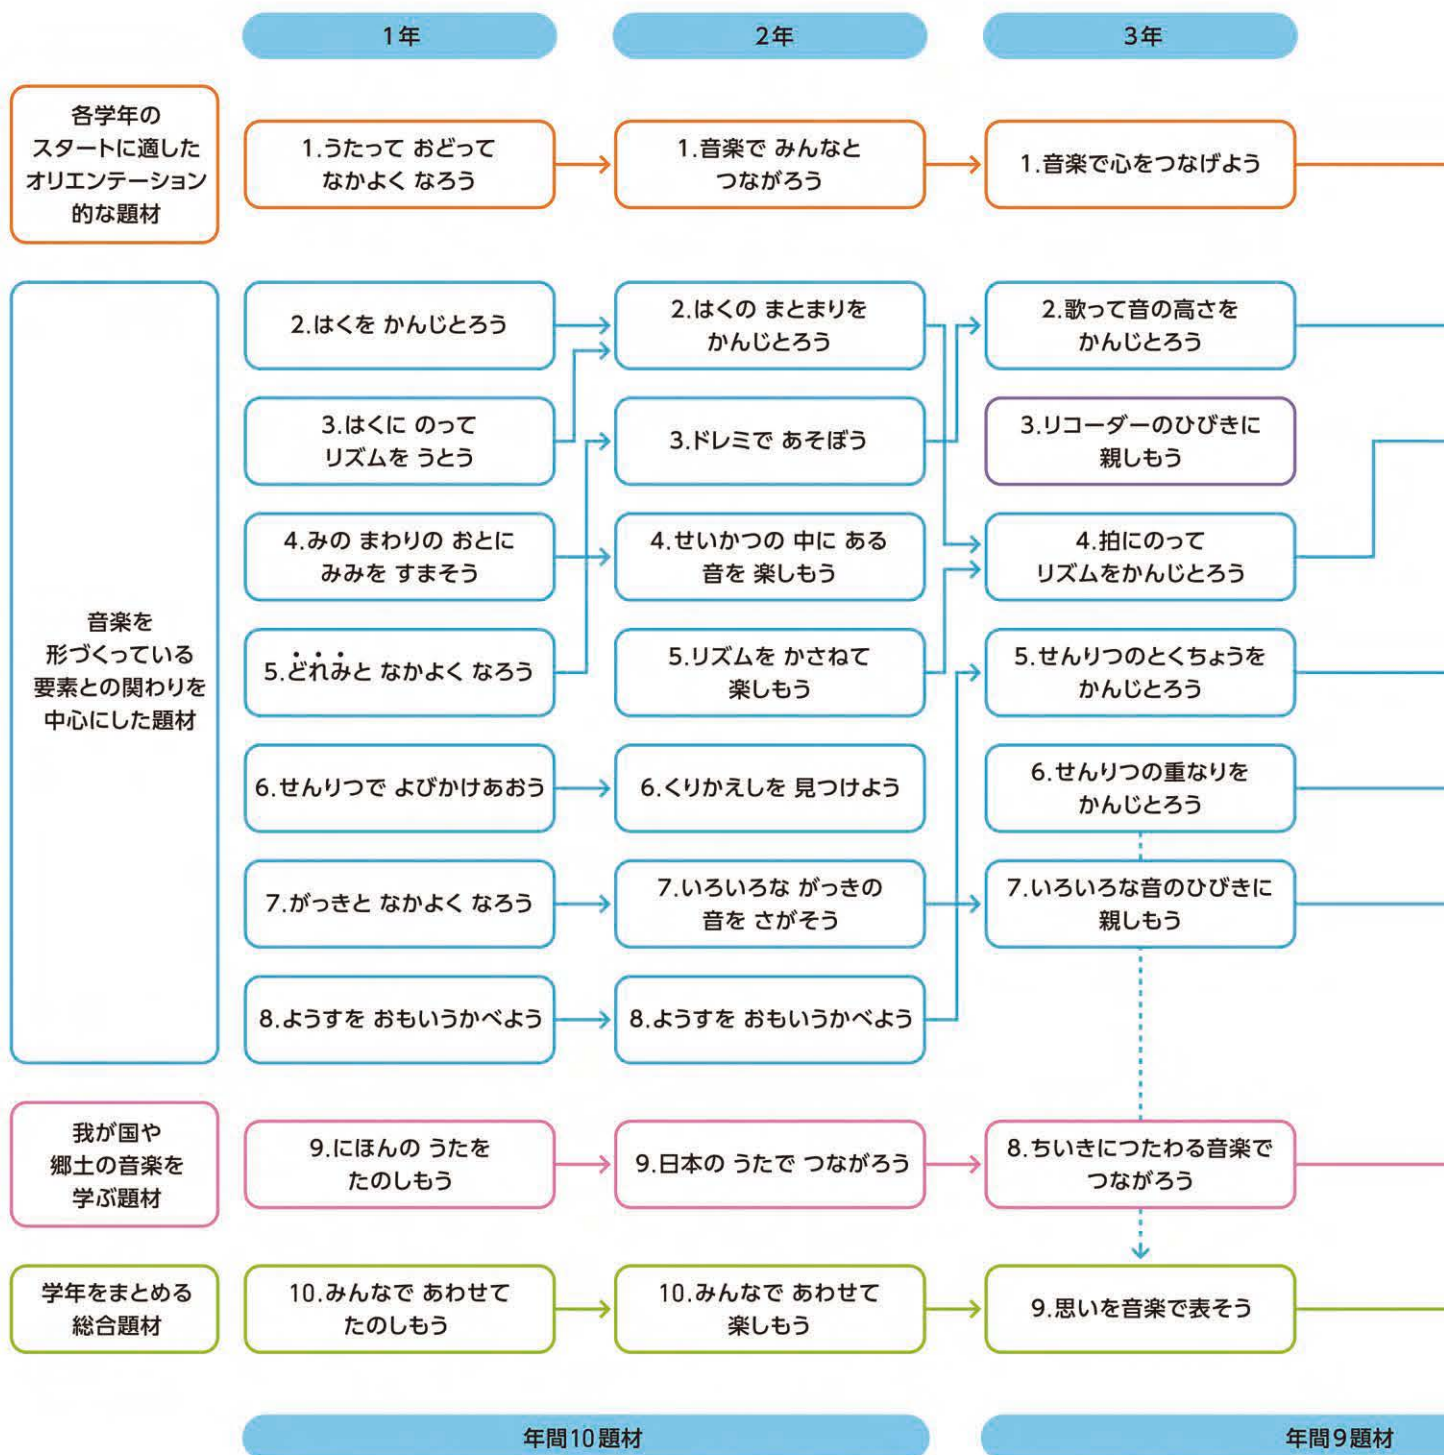 1年
2年
3年
各学年の
スタートに適した
オリエンテーション
的な題材
1.うたって おどって
なかよく なろう
1.音楽で みんなと
つながろう
1.音楽で心をつなげよう
音楽を
形づくっている
要素との関わりを
中心にした題材
2.はくを かんじとろう
2.はくの まとまりを
かんじとろう
2.歌って音の高さを
かんじとろう
3.はくに のって
リズムを うとう
3.ドレミで あそぼう
3.リコーダーのひびきに
親しもう
4.みの まわりの おとに
みみを すまそう
4.せいかつの 中に ある
音を 楽しもう
4.拍にのって
リズムをかんじとろう
5.どれみと なかよく なろう
5.リズムを かさねて
楽しもう
5.せんりつのとくちょうを
かんじとろう
6.せんりつで よびかけあおう
6.くりかえしを 見つけよう
6.せんりつの重なりを
かんじとろう
7.がっきと なかよく なろう
7.いろいろな がっきの
音を さがそう
7.いろいろな音のひびきに
親しもう
8.ようすを おもいうかべよう
8.ようすを おもいうかべよう
我が国や
郷土の音楽を
学ぶ題材
9.にほんの うたを
たのしもう
9.日本の うたで つながろう
8.ちいきにつたわる音楽で
つながろう
学年をまとめる
総合題材
10.みんなで あわせて
たのしもう
10.みんなで あわせて
楽しもう
9.思いを音楽で表そう
年間10題材
年間9題材